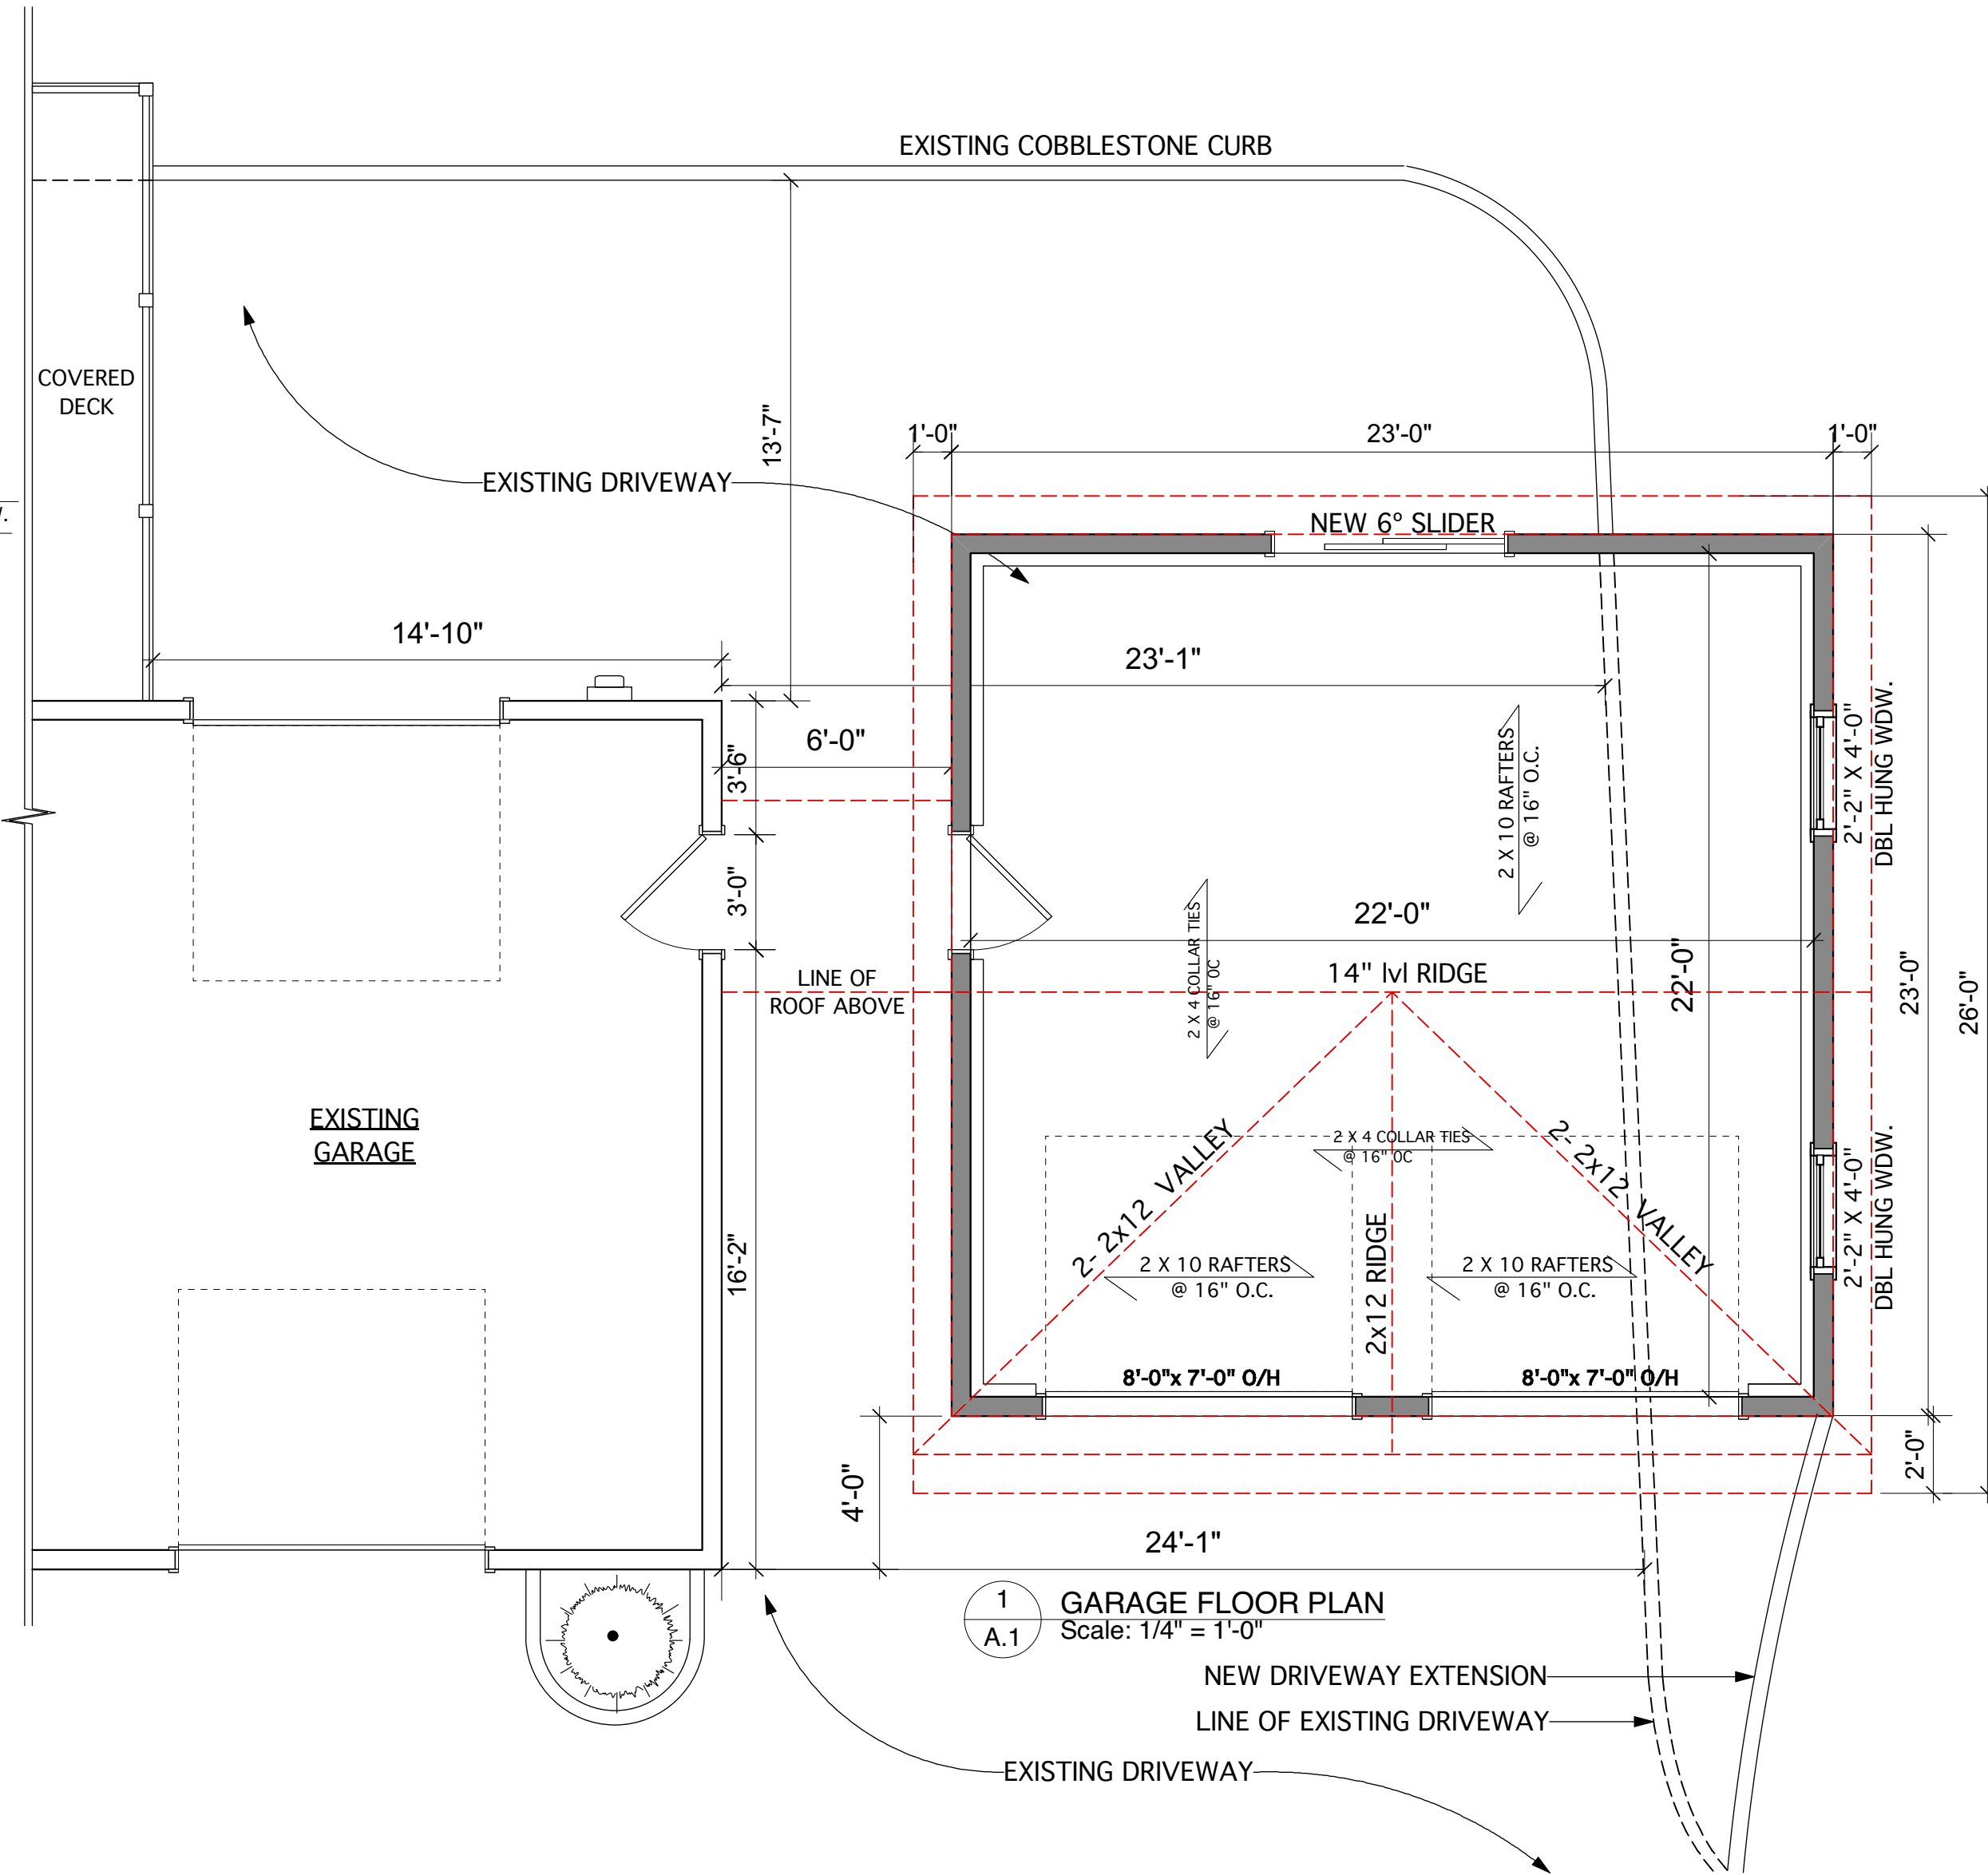 EXISTING COBBLESTONE CURB
COVERED
DECK
13'-7"
1'-0"
23'-0"
1'-0"
EXISTING DRIVEWAY
NEW 6º SLIDER
14'-10"
23'-1"
6'-0"
3'-6"
2 X 10 RAFTERS
@ 16" O.C.
2'-2" X 4'-0"
DBL HUNG WDW.
3'-0"
2 X 4 COLLAR TIES
@ 16" OC
22'-0"
14" lvl RIDGE
22'-0"
23'-0"
26'-0"
LINE OF
ROOF ABOVE
EXISTING
GARAGE
16'-2"
2- 2x12 VALLEY
2 X 4 COLLAR TIES
@ 16" OC
2- 2x12 VALLEY
2'-2" X 4'-0"
DBL HUNG WDW.
2 X 10 RAFTERS
@ 16" O.C.
2x12 RIDGE
2 X 10 RAFTERS
@ 16" O.C.
8'-0"x 7'-0" O/H
8'-0"x 7'-0" O/H
4'-0"
2'-0"
24'-1"
1
A.1
GARAGE FLOOR PLAN
Scale: 1/4" = 1'-0"
NEW DRIVEWAY EXTENSION
LINE OF EXISTING DRIVEWAY
EXISTING DRIVEWAY